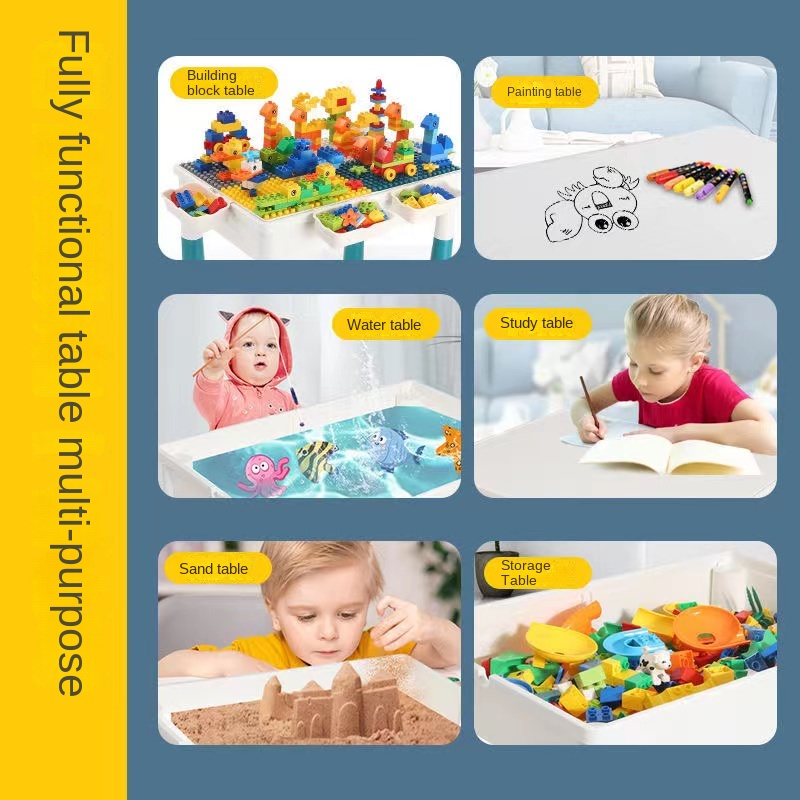 Fully functional table multi-purpose
Building
block table
Painting table
Water table
Study table
Sand table
Storage
Table